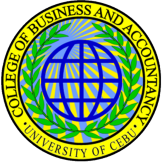 COLLEGE OF BUSINESS AND ACCOUNTANCY
• UNIVERSITY OF CEBU •